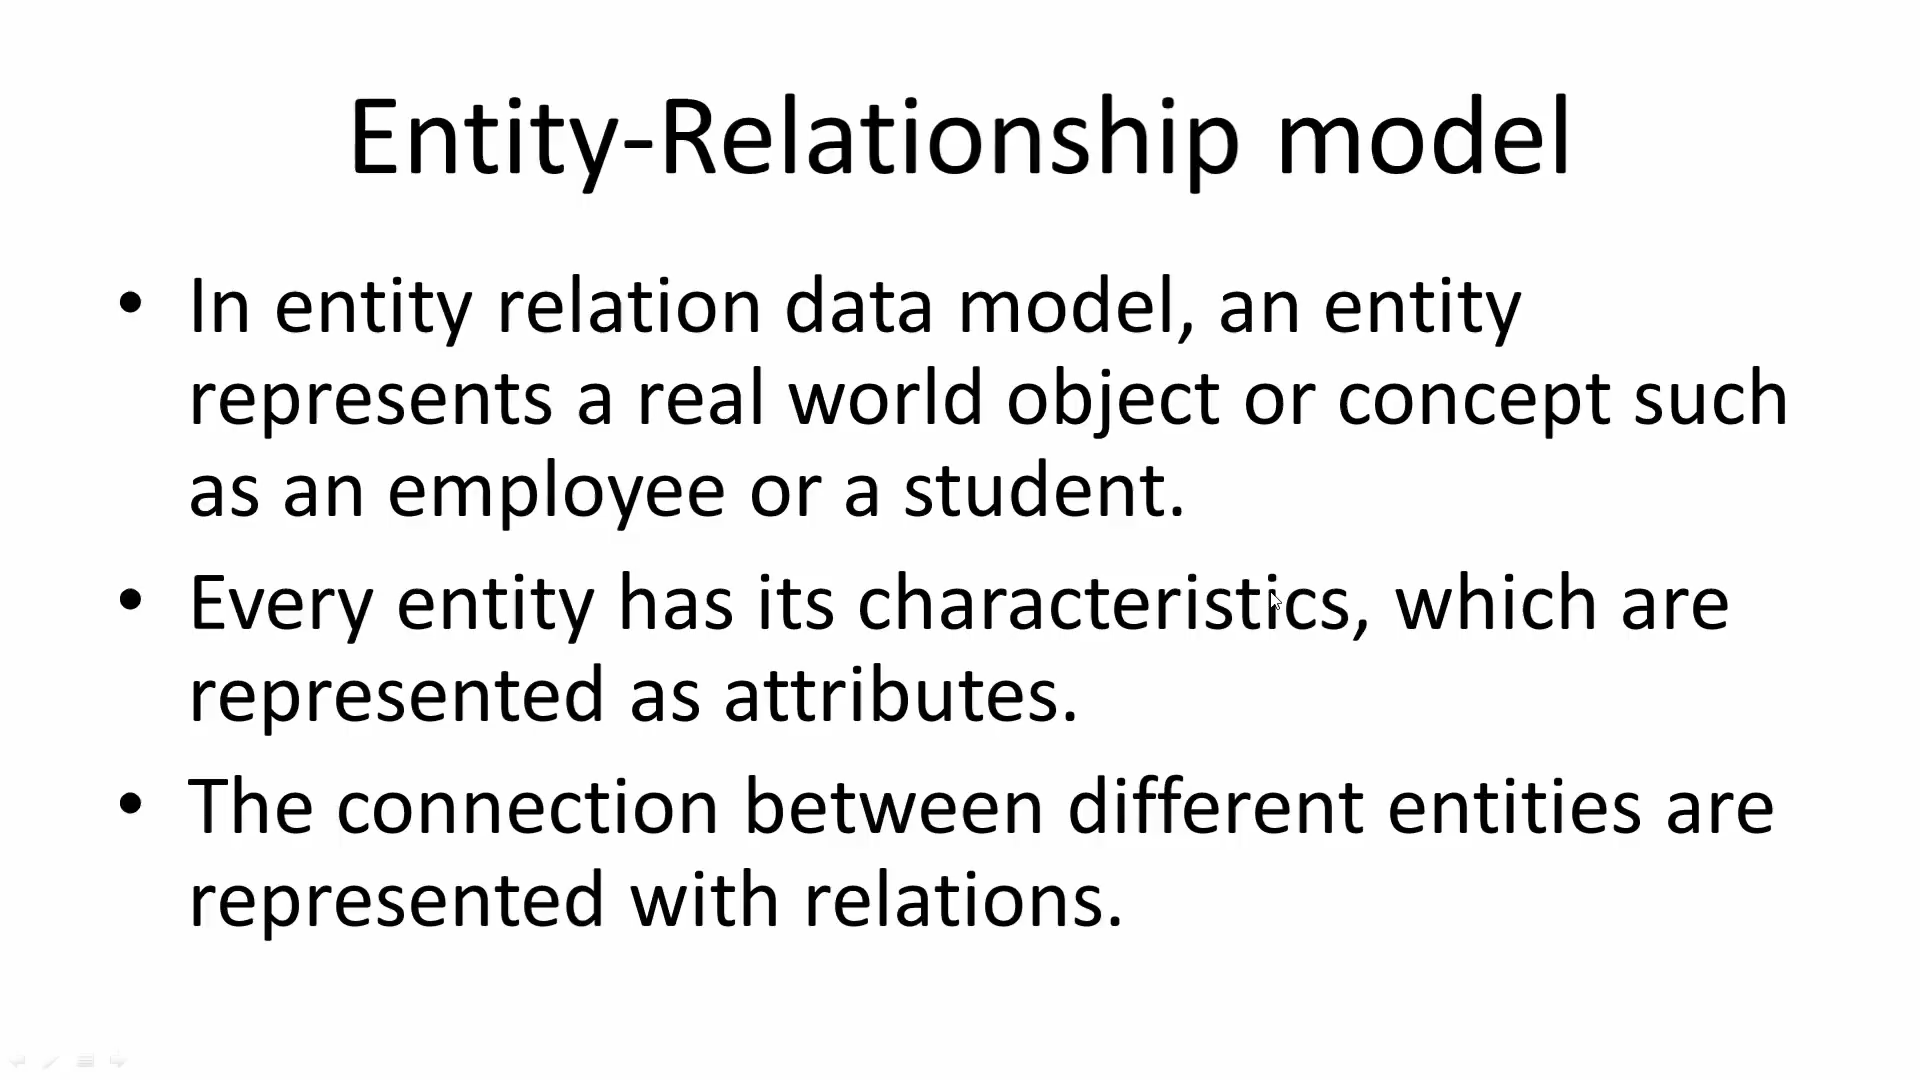 Entity-Relationship model
• In entity relation data model, an entity
represents a real world object or concept such
as an employee or a student.
• Every entity has its characteristics, which are
represented as attributes.
• The connection between different entities are
represented with relations.